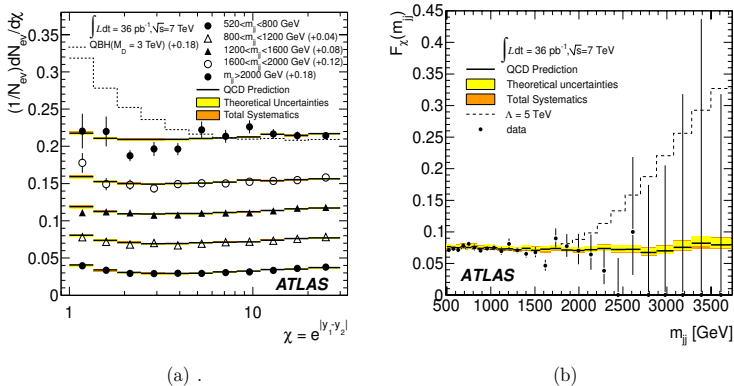 (1/N_ev)dN_ev/dχ
0.35
0.3
0.25
0.2
0.15
0.1
0.05
0
∫Ldt = 36 pb⁻¹,√s=7 TeV
QBH(M_D = 3 TeV) (+0.18)
520<m_jj<800 GeV
800<m_jj<1200 GeV (+0.04)
1200<m_jj<1600 GeV (+0.08)
1600<m_jj<2000 GeV (+0.12)
m_jj>2000 GeV (+0.18)
QCD Prediction
Theoretical Uncertainties
Total Systematics
ATLAS
1 10
χ = e^|y_1-y_2|
(a) .
F_χ(m_jj)
0.5
0.45
0.4
0.35
0.3
0.25
0.2
0.15
0.1
0.05
0
∫Ldt = 36 pb⁻¹,√s=7 TeV
QCD Prediction
Theoretical uncertainties
Total Systematics
Λ = 5 TeV
data
ATLAS
500 1000 1500 2000 2500 3000 3500
m_jj [GeV]
(b)